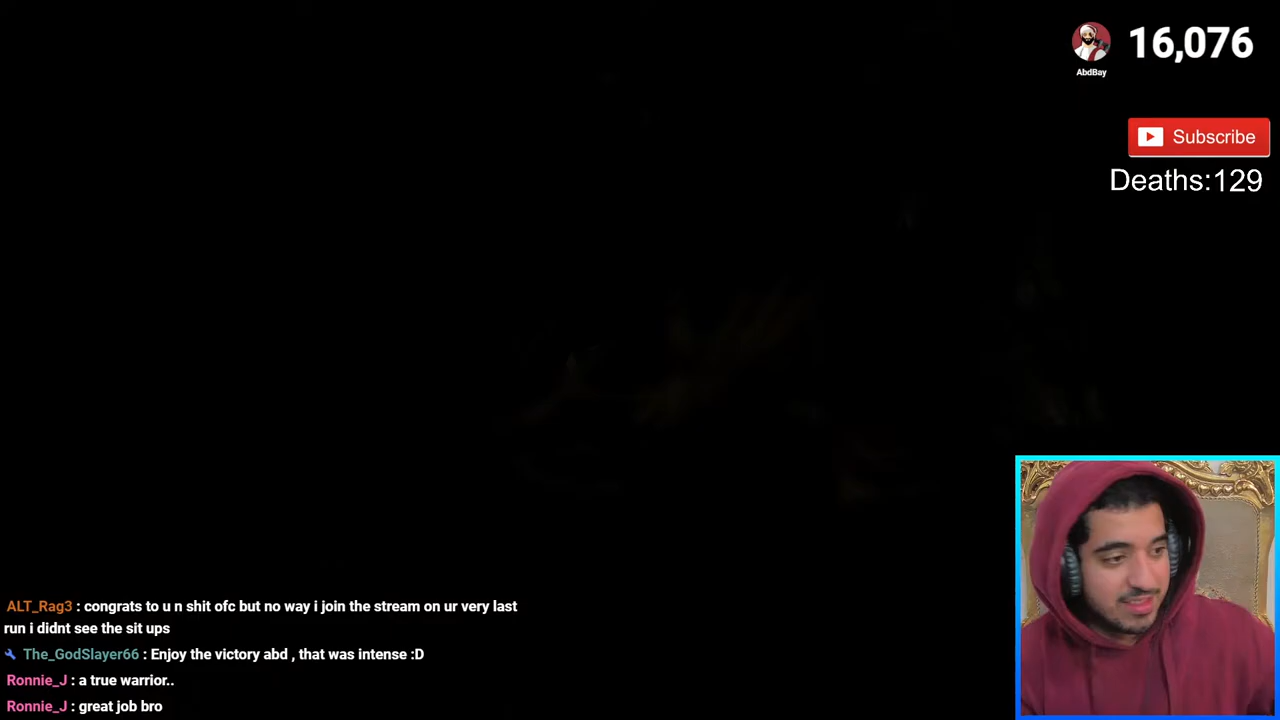 16,076
AbdBay
Subscribe
Deaths:129
ALT_Rag3 : congrats to u n shit ofc but no way i join the stream on ur very last
run i didnt see the sit ups
The_GodSlayer66 : Enjoy the victory abd , that was intense :D
Ronnie_J : a true warrior..
Ronnie_J : great job bro